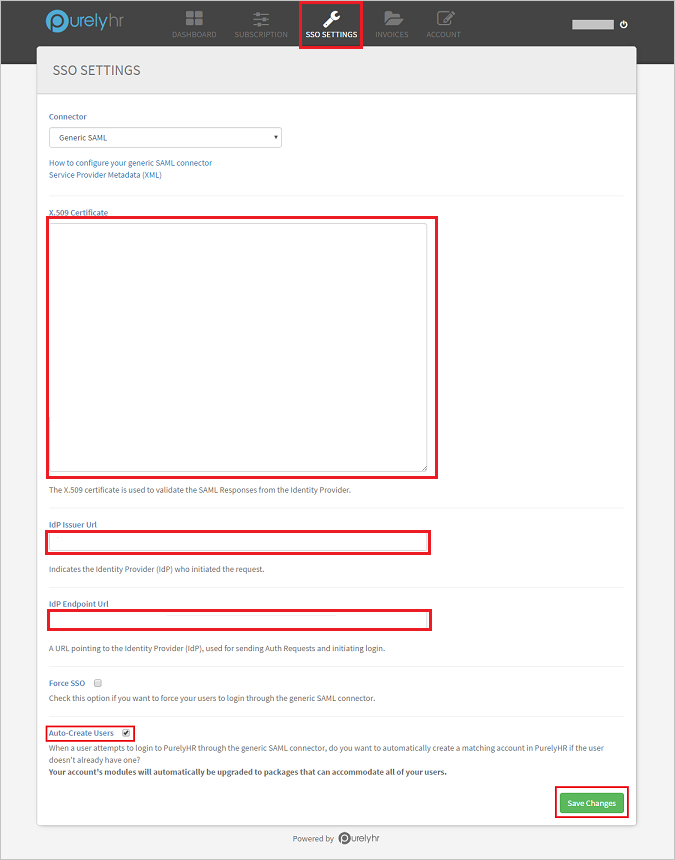 purelyhr
DASHBOARD SUBSCRIPTION SSO SETTINGS INVOICES ACCOUNT
SSO SETTINGS
Connector
Generic SAML
How to configure your generic SAML connector
Service Provider Metadata (XML)
X.509 Certificate
The X.509 certificate is used to validate the SAML Responses from the Identity Provider.
IdP Issuer Url
Indicates the Identity Provider (IdP) who initiated the request.
IdP Endpoint Url
A URL pointing to the Identity Provider (IdP), used for sending Auth Requests and initiating login.
Force SSO
Check this option if you want to force your users to login through the generic SAML connector.
Auto-Create Users
When a user attempts to login to PurelyHR through the generic SAML connector, do you want to automatically create a matching account in PurelyHR if the user
doesn't already have one?
Your account's modules will automatically be upgraded to packages that can accommodate all of your users.
Save Changes
Powered by purelyhr